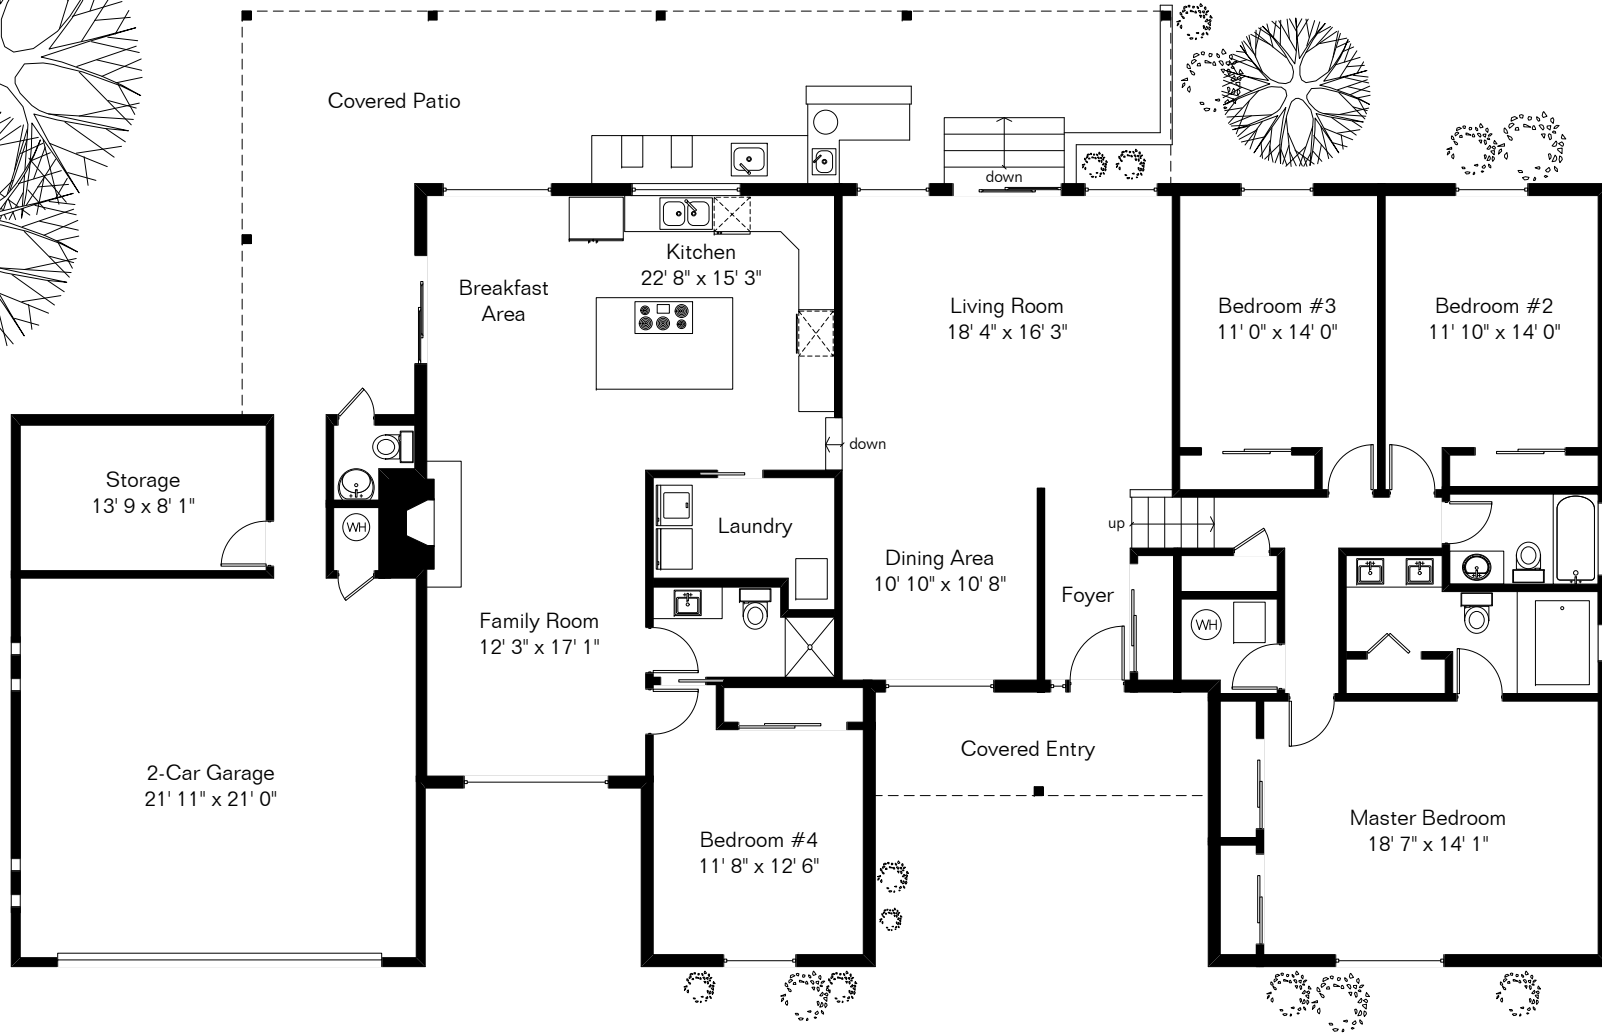 Covered Patio
down
Kitchen
22' 8" x 15' 3"
Breakfast
Area
Living Room
18' 4" x 16' 3"
Bedroom #3
11' 0" x 14' 0"
Bedroom #2
11' 10" x 14' 0"
down
Storage
13' 9 x 8' 1"
WH
Laundry
up
Dining Area
10' 10" x 10' 8"
Foyer
Family Room
12' 3" x 17' 1"
WH
Covered Entry
2-Car Garage
21' 11" x 21' 0"
Bedroom #4
11' 8" x 12' 6"
Master Bedroom
18' 7" x 14' 1"